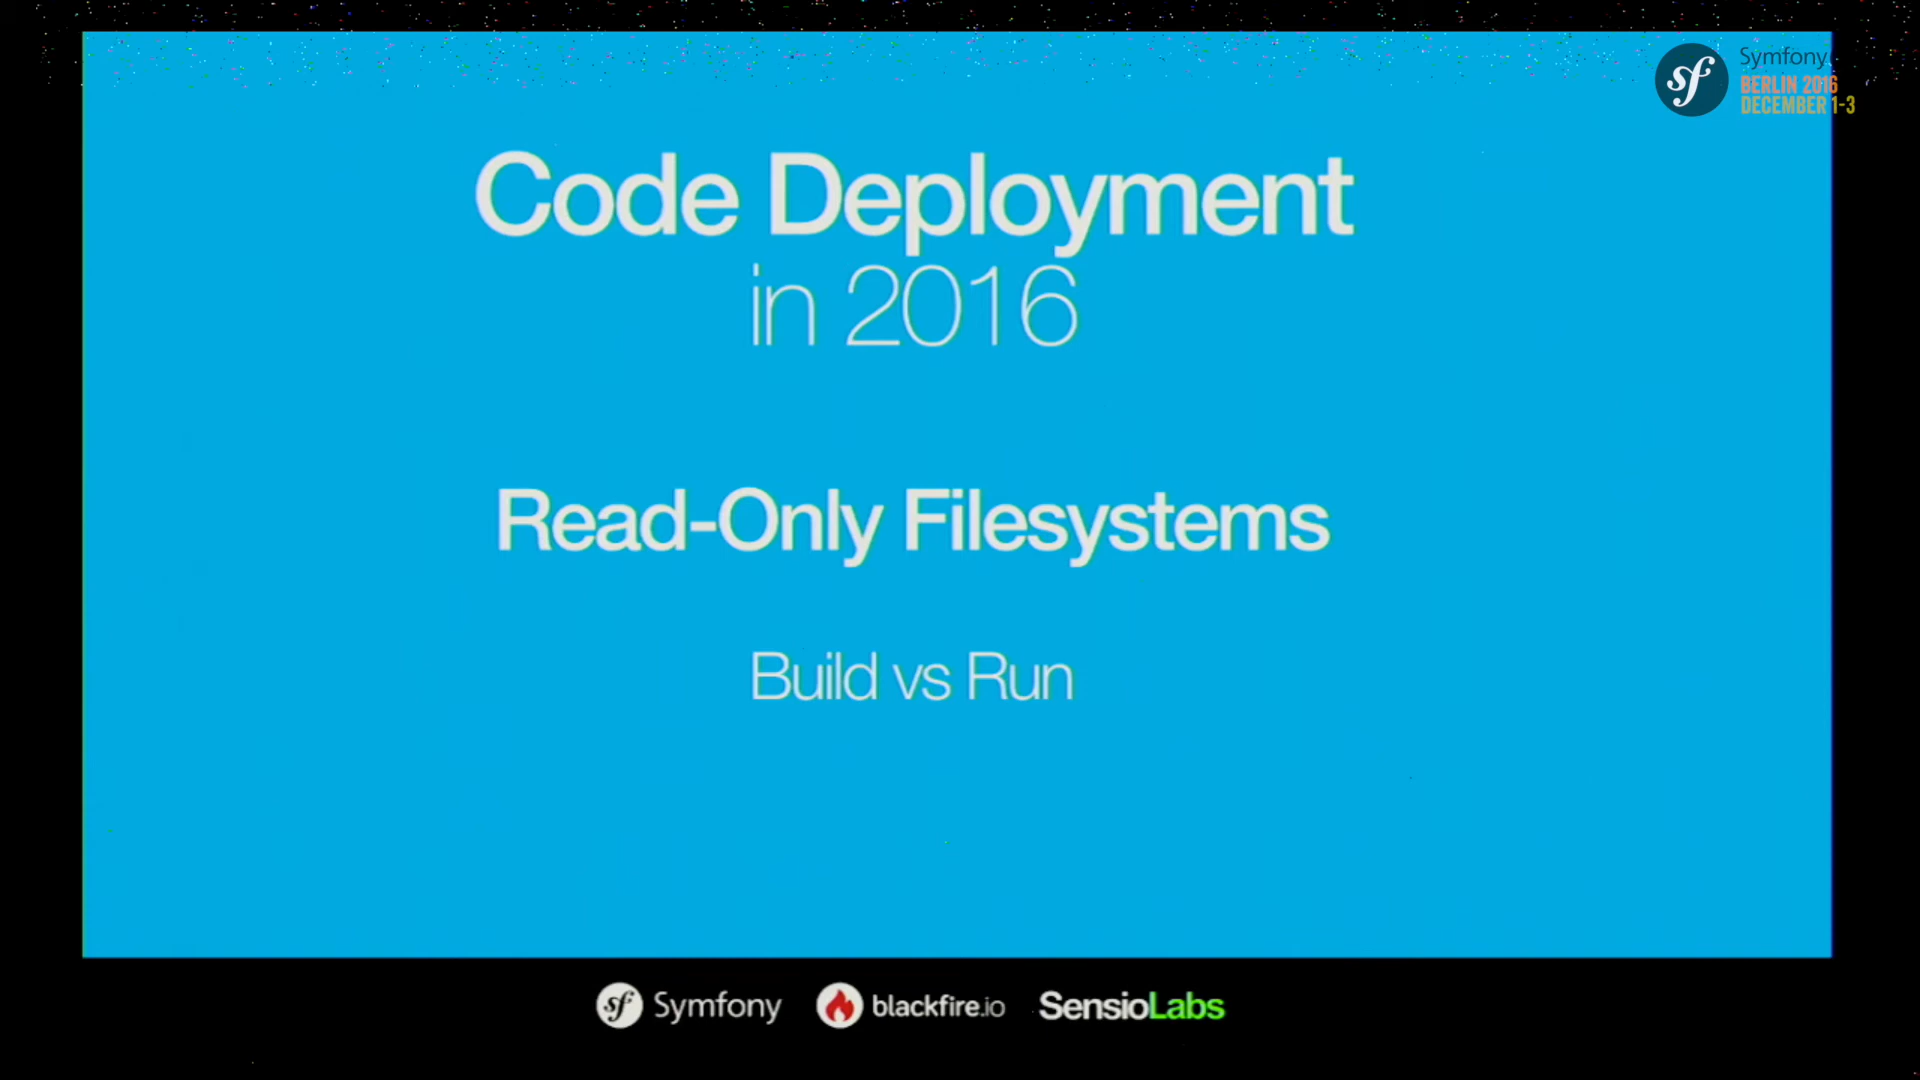 Symfony
BERLIN 2016
DECEMBER 1-3
Code Deployment
in 2016
Read-Only Filesystems
Build vs Run
sf Symfony
blackfire.io
SensioLabs